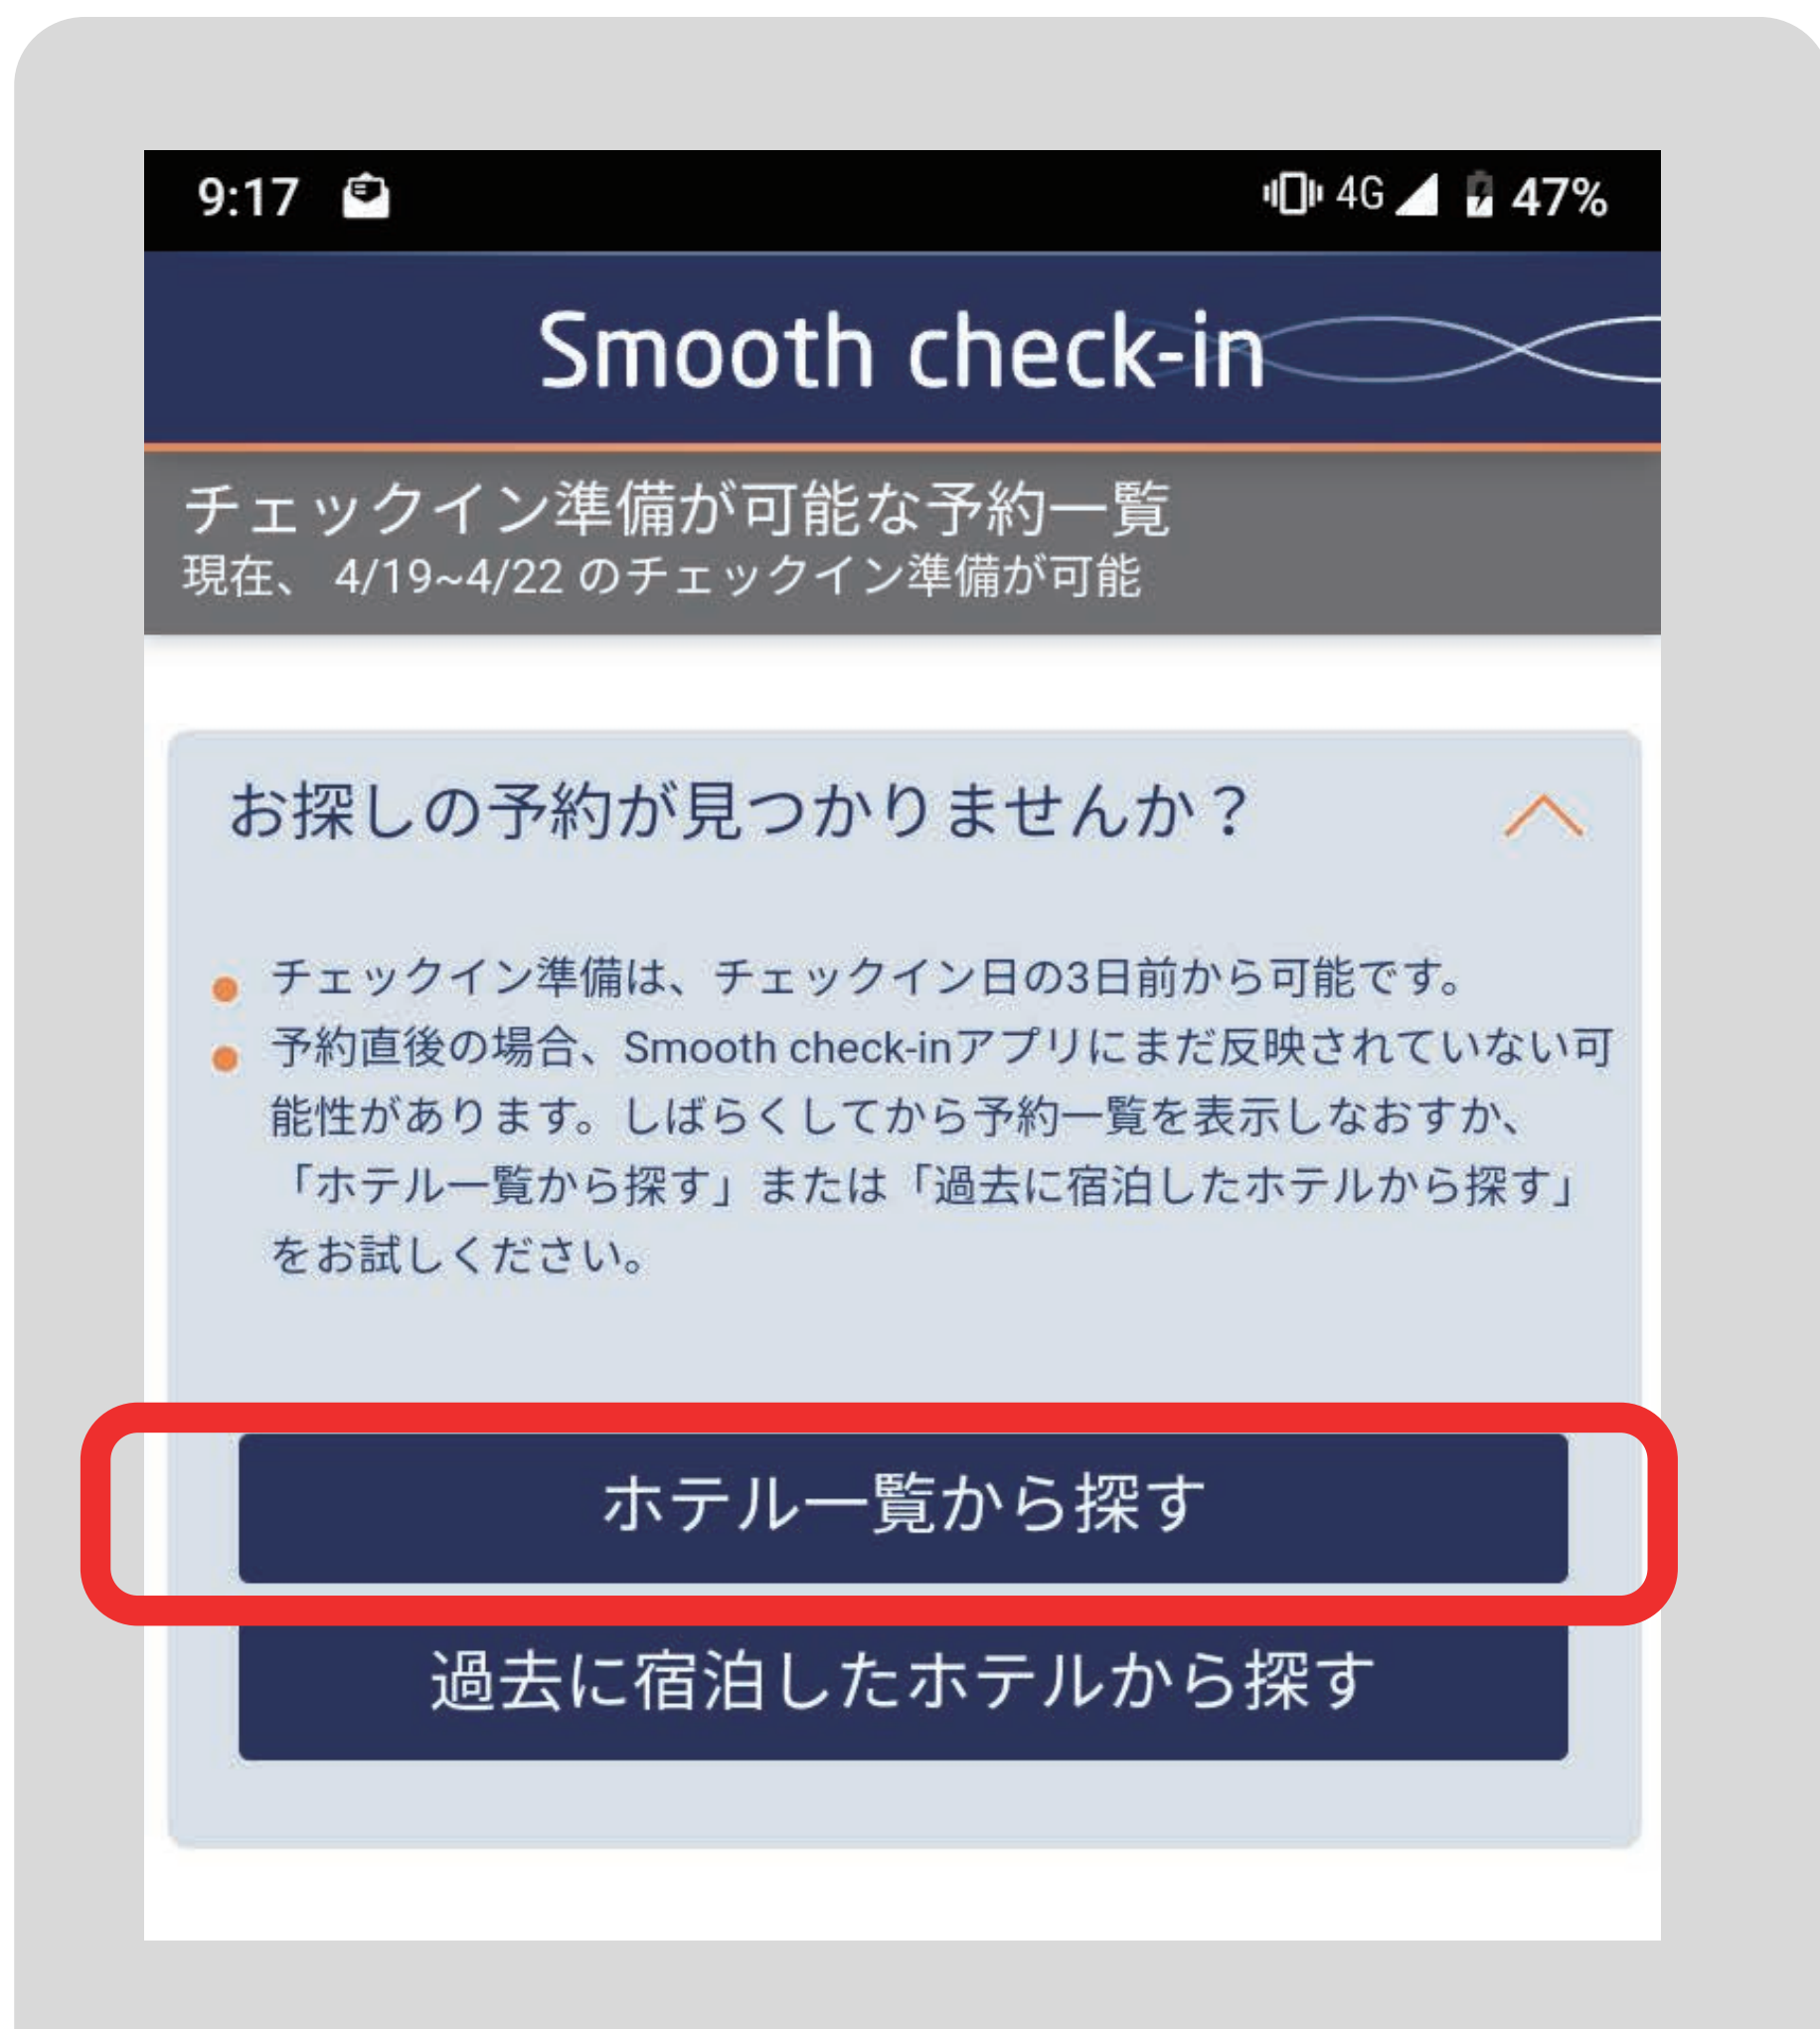 9:17
4G 47%
Smooth check-in
チェックイン準備が可能な予約一覧
現在、 4/19~4/22 のチェックイン準備が可能
お探しの予約が見つかりませんか？
チェックイン準備は、チェックイン日の3日前から可能です。
予約直後の場合、Smooth check-inアプリにまだ反映されていない可
能性があります。しばらくしてから予約一覧を表示しなおすか、
「ホテル一覧から探す」または「過去に宿泊したホテルから探す」
をお試しください。
ホテル一覧から探す
過去に宿泊したホテルから探す